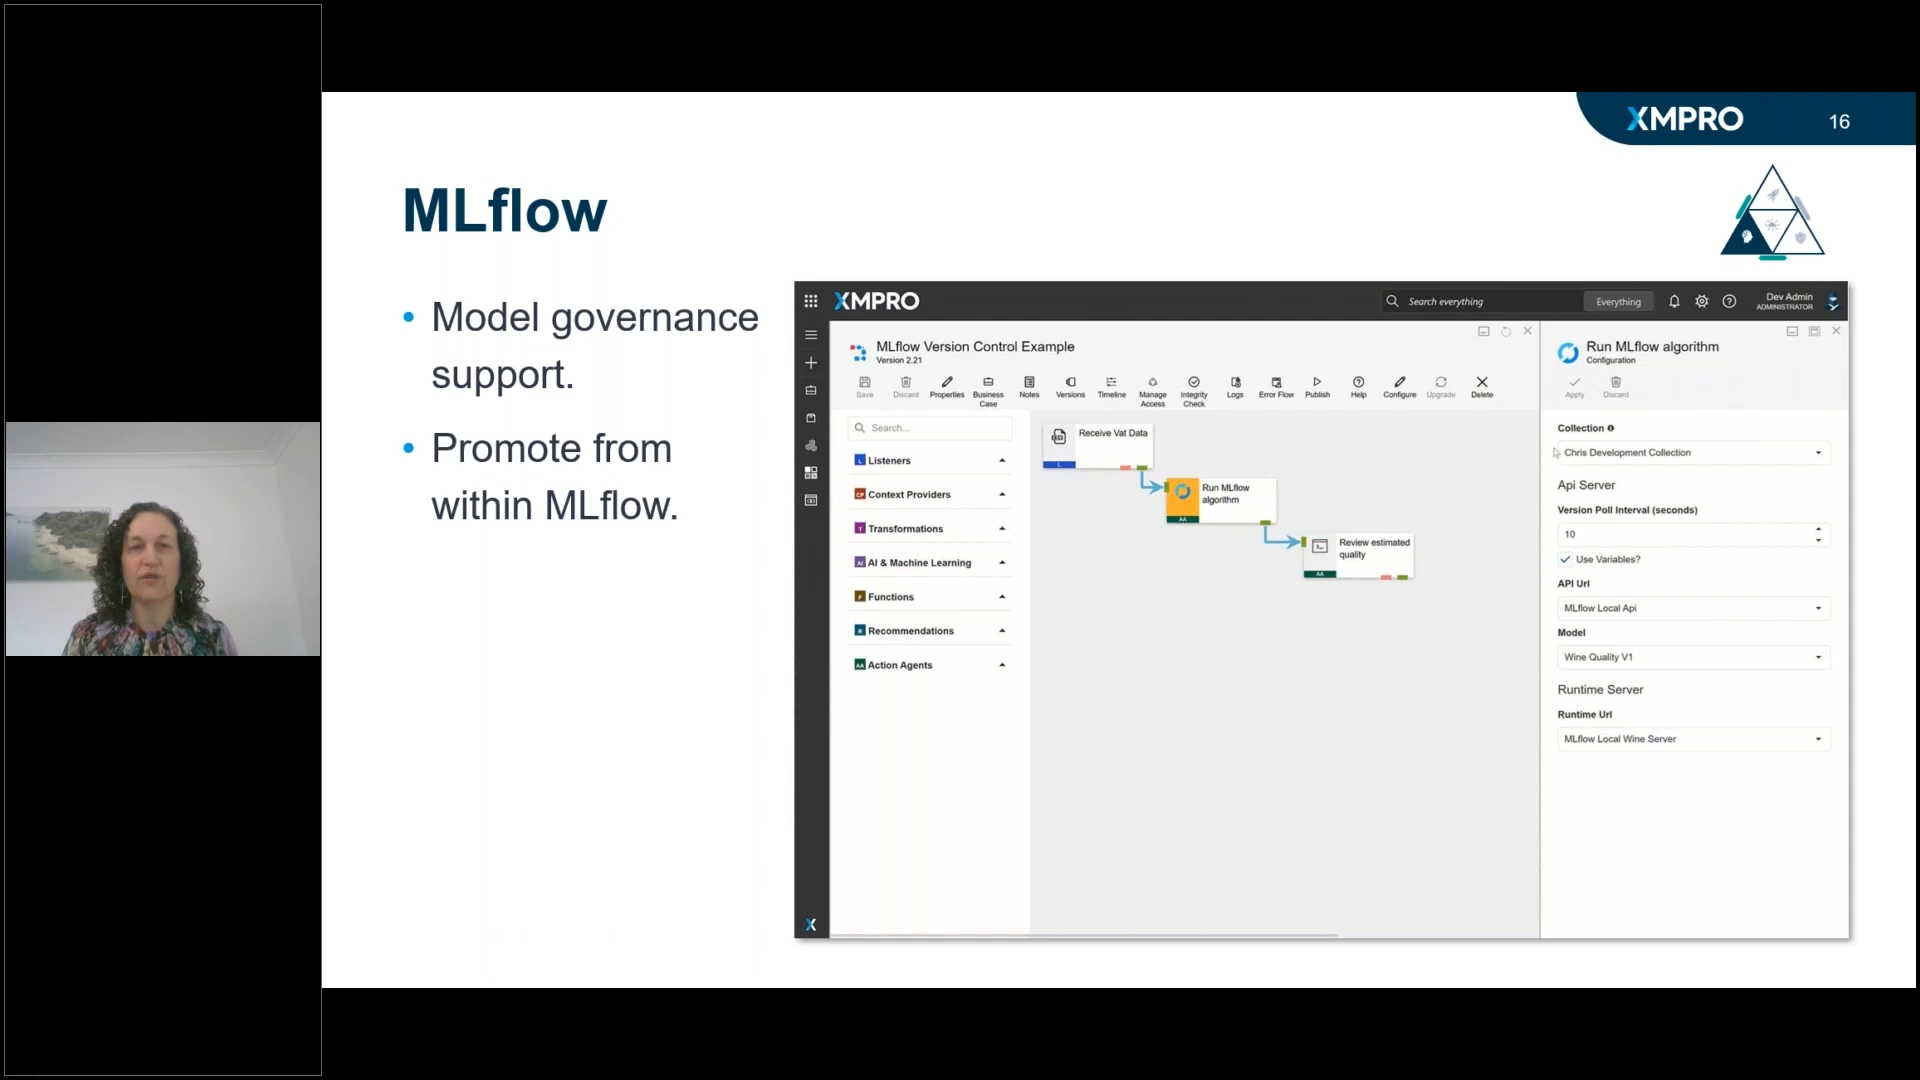 XMPRO
16
MLflow
Model governance
support.
Promote from
within MLflow.
XMPRO
Search everything
Everything
Dev Admin
ADMINISTRATOR
MLflow Version Control Example
Version 2.21
Save
Discard
Properties
Business
Case
Notes
Versions
Timeline
Manage
Access
Integrity
Check
Logs
Error Flow
Publish
Help
Configure
Upgrade
Delete
Search...
L Listeners
CP Context Providers
T Transformations
AI AI & Machine Learning
F Functions
R Recommendations
AA Action Agents
Receive Vat Data
L
Run MLflow
algorithm
AA
Review estimated
quality
AA
Run MLflow algorithm
Configuration
Apply
Discard
Collection
Chris Development Collection
Api Server
Version Poll Interval (seconds)
10
Use Variables?
API Url
MLflow Local Api
Model
Wine Quality V1
Runtime Server
Runtime Url
MLflow Local Wine Server
X